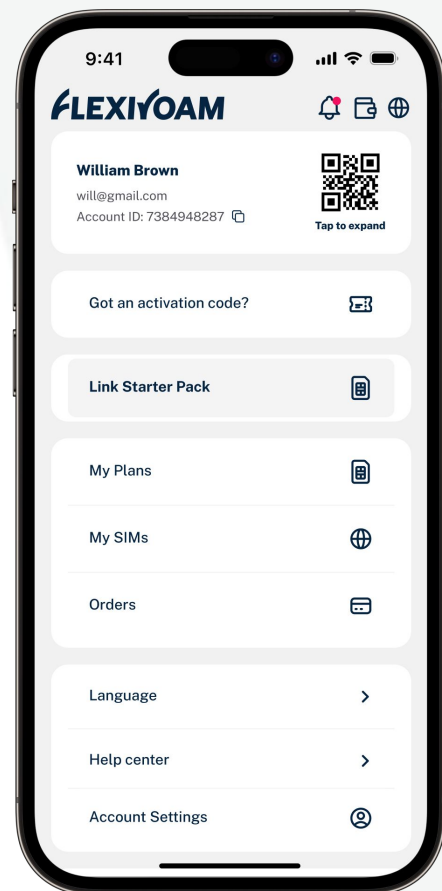 9:41
FLEXIROAM
William Brown
will@gmail.com
Account ID: 7384948287
Tap to expand
Got an activation code?
Link Starter Pack
My Plans
My SIMs
Orders
Language
Help center
Account Settings